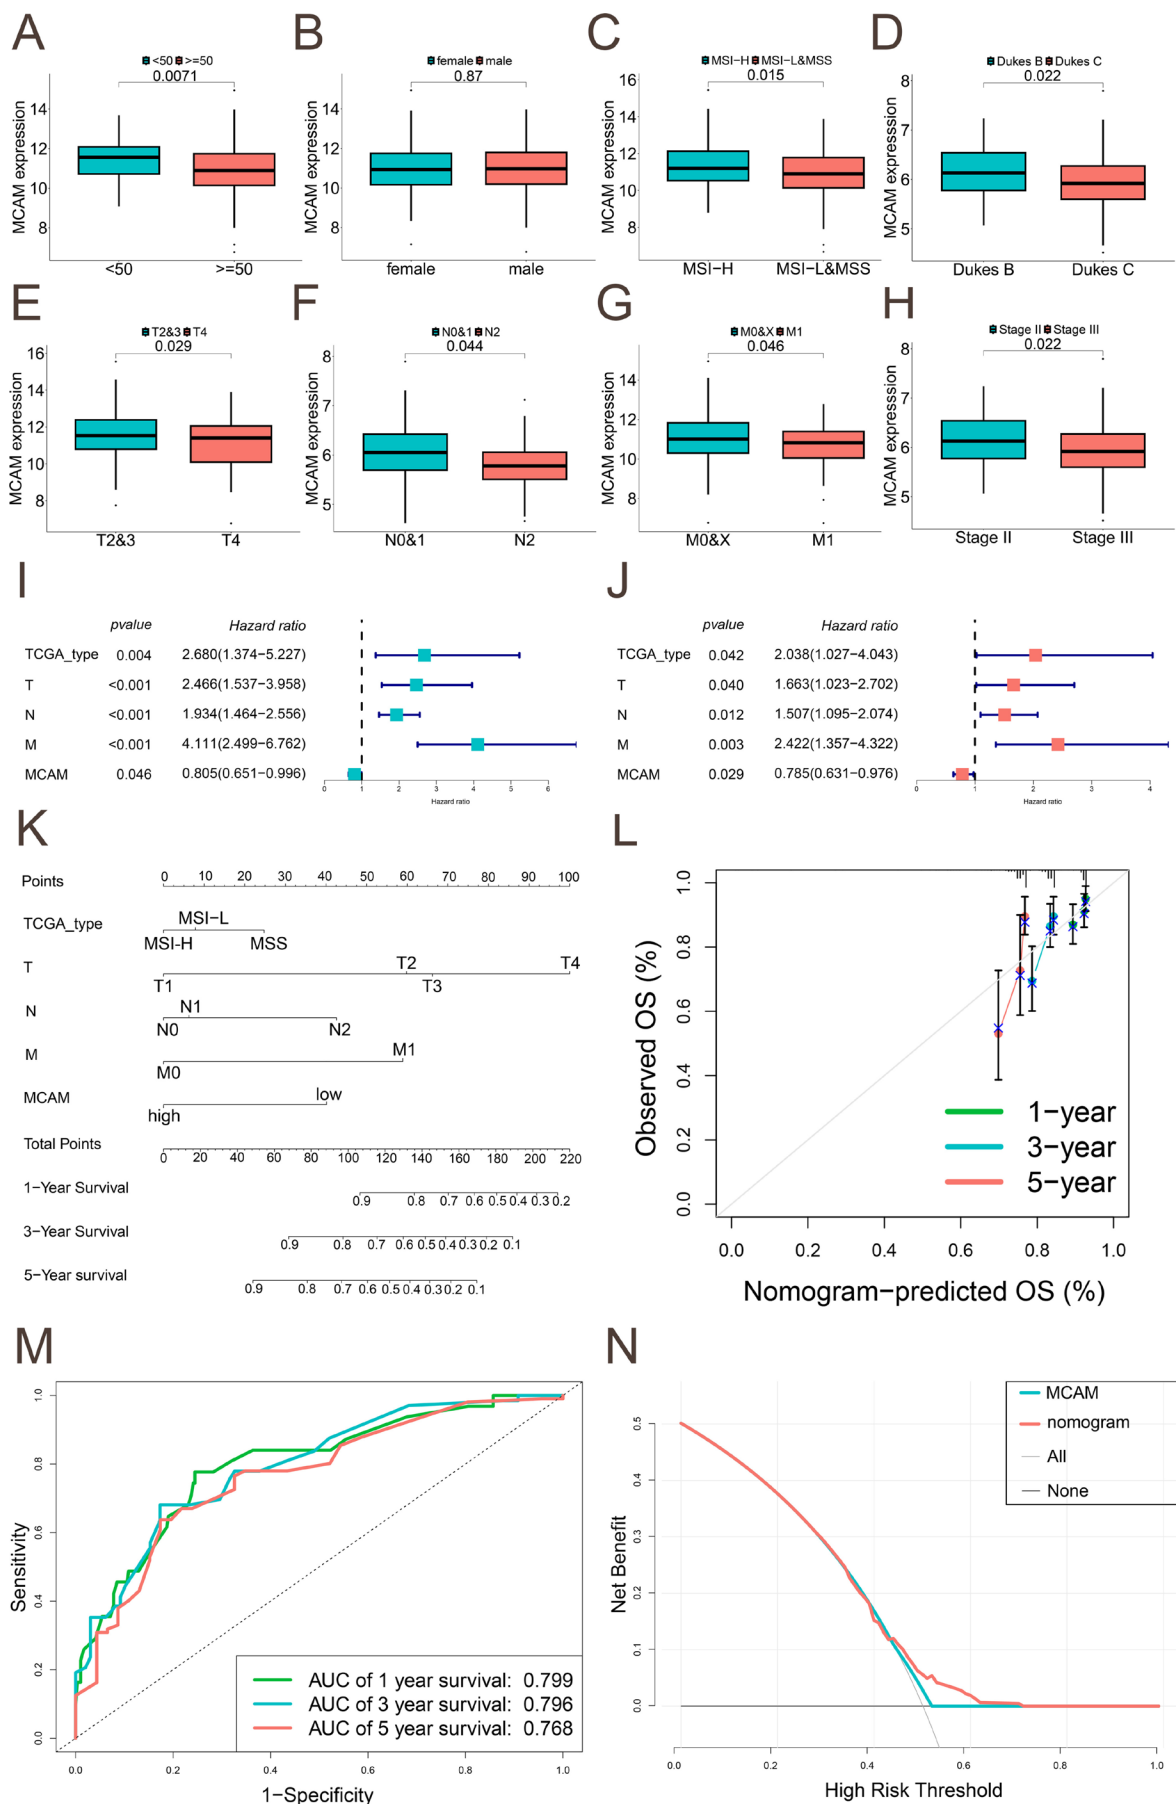 A
<50 >=50
0.0071
MCAM expression
14
12
10
8
<50 >=50
B
female male
0.87
MCAM expression
14
12
10
8
female male
C
MSI-H MSI-L&MSS
0.015
MCAM expression
16
14
12
10
8
MSI-H MSI-L&MSS
D
Dukes B Dukes C
0.022
MCAM expression
8
7
6
5
Dukes B Dukes C
E
T2&3 T4
0.029
MCAM expression
16
14
12
10
8
T2&3 T4
F
N0&1 N2
0.044
MCAM expression
8
7
6
5
N0&1 N2
G
M0&X M1
0.046
MCAM expression
14
12
10
8
M0&X M1
H
Stage II Stage III
0.022
MCAM expresssion
8
7
6
5
Stage II Stage III
I
pvalue Hazard ratio
TCGA_type 0.004 2.680(1.374−5.227)
T <0.001 2.466(1.537−3.958)
N <0.001 1.934(1.464−2.556)
M <0.001 4.111(2.499−6.762)
MCAM 0.046 0.805(0.651−0.996)
0 1 2 3 4 5 6
Hazard ratio
J
pvalue Hazard ratio
TCGA_type 0.042 2.038(1.027−4.043)
T 0.040 1.663(1.023−2.702)
N 0.012 1.507(1.095−2.074)
M 0.003 2.422(1.357−4.322)
MCAM 0.029 0.785(0.631−0.976)
0 1 2 3 4
Hazard ratio
K
Points 0 10 20 30 40 50 60 70 80 90 100
TCGA_type
MSI−L
MSI-H MSS
T
T2 T4
T1 T3
N
N1
N0 N2
M
M1
M0
MCAM
low
high
Total Points
0 20 40 60 80 100 120 140 160 180 200 220
1−Year Survival
0.9 0.8 0.7 0.6 0.5 0.4 0.3 0.2
3−Year Survival
0.9 0.8 0.7 0.6 0.5 0.4 0.3 0.2 0.1
5−Year survival
0.9 0.8 0.7 0.6 0.5 0.4 0.3 0.2 0.1
L
Observed OS (%)
1.0
0.8
0.6
0.4
0.2
0.0
1−year
3−year
5−year
0.0 0.2 0.4 0.6 0.8 1.0
Nomogram−predicted OS (%)
M
Sensitivity
1.0
0.8
0.6
0.4
0.2
0.0
AUC of 1 year survival: 0.799
AUC of 3 year survival: 0.796
AUC of 5 year survival: 0.768
0.0 0.2 0.4 0.6 0.8 1.0
1−Specificity
N
MCAM
nomogram
All
None
Net Benefit
0.5
0.4
0.3
0.2
0.1
0.0
0.0 0.2 0.4 0.6 0.8 1.0
High Risk Threshold